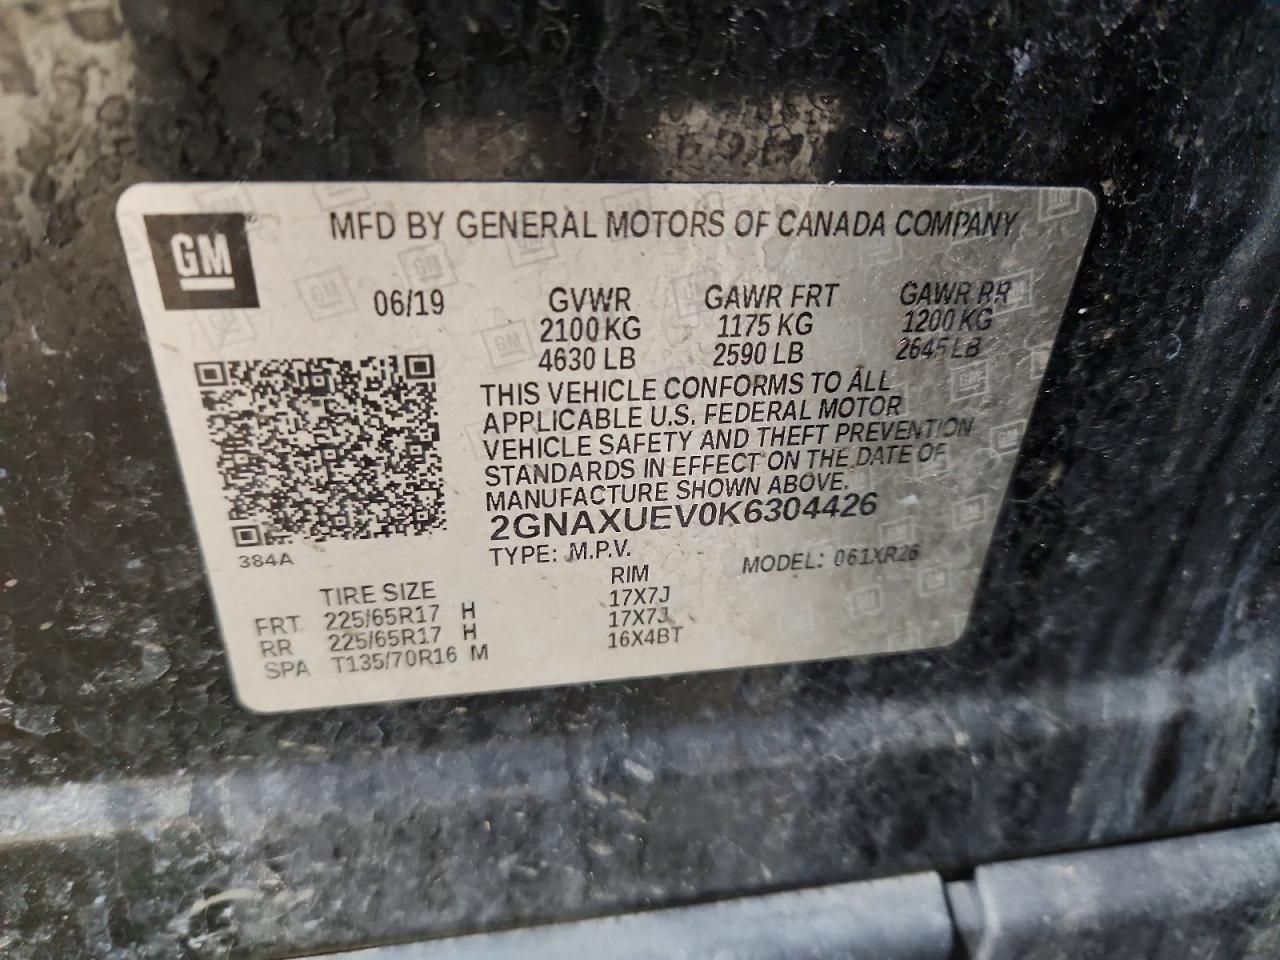 GM
MFD BY GENERAL MOTORS OF CANADA COMPANY
06/19 GVWR GAWR FRT GAWR RR
2100 KG 1175 KG 1200 KG
4630 LB 2590 LB 2645 LB
THIS VEHICLE CONFORMS TO ALL
APPLICABLE U.S. FEDERAL MOTOR
VEHICLE SAFETY AND THEFT PREVENTION
STANDARDS IN EFFECT ON THE DATE OF
MANUFACTURE SHOWN ABOVE.
2GNAXUEV0K6304426
384A
TYPE: M.P.V. MODEL: 061XR26
TIRE SIZE RIM
FRT 225/65R17 H 17X7J
RR 225/65R17 H 17X7J
SPA T135/70R16 M 16X4BT